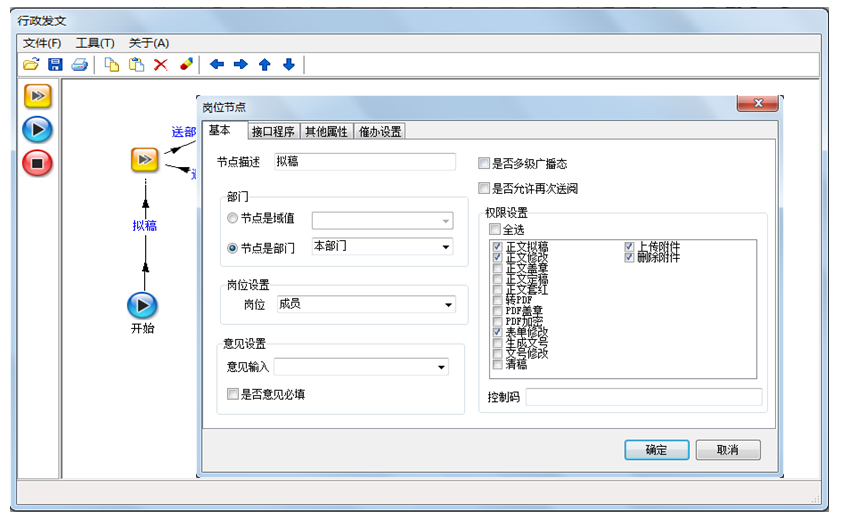 行政发文
文件(F) 工具(T) 关于(A)
送部
拟稿
开始
岗位节点
基本 接口程序 其他属性 催办设置
节点描述 拟稿
部门
节点是域值
节点是部门 本部门
岗位设置
岗位 成员
意见设置
意见输入
是否意见必填
是否多级广播态
是否允许再次送阅
权限设置
全选
正文拟稿 上传附件
正文修改 删除附件
正文盖章
正文定稿
正文套红
转PDF
PDF盖章
PDF加密
表单修改
生成文号
文号修改
清稿
控制码
确定 取消